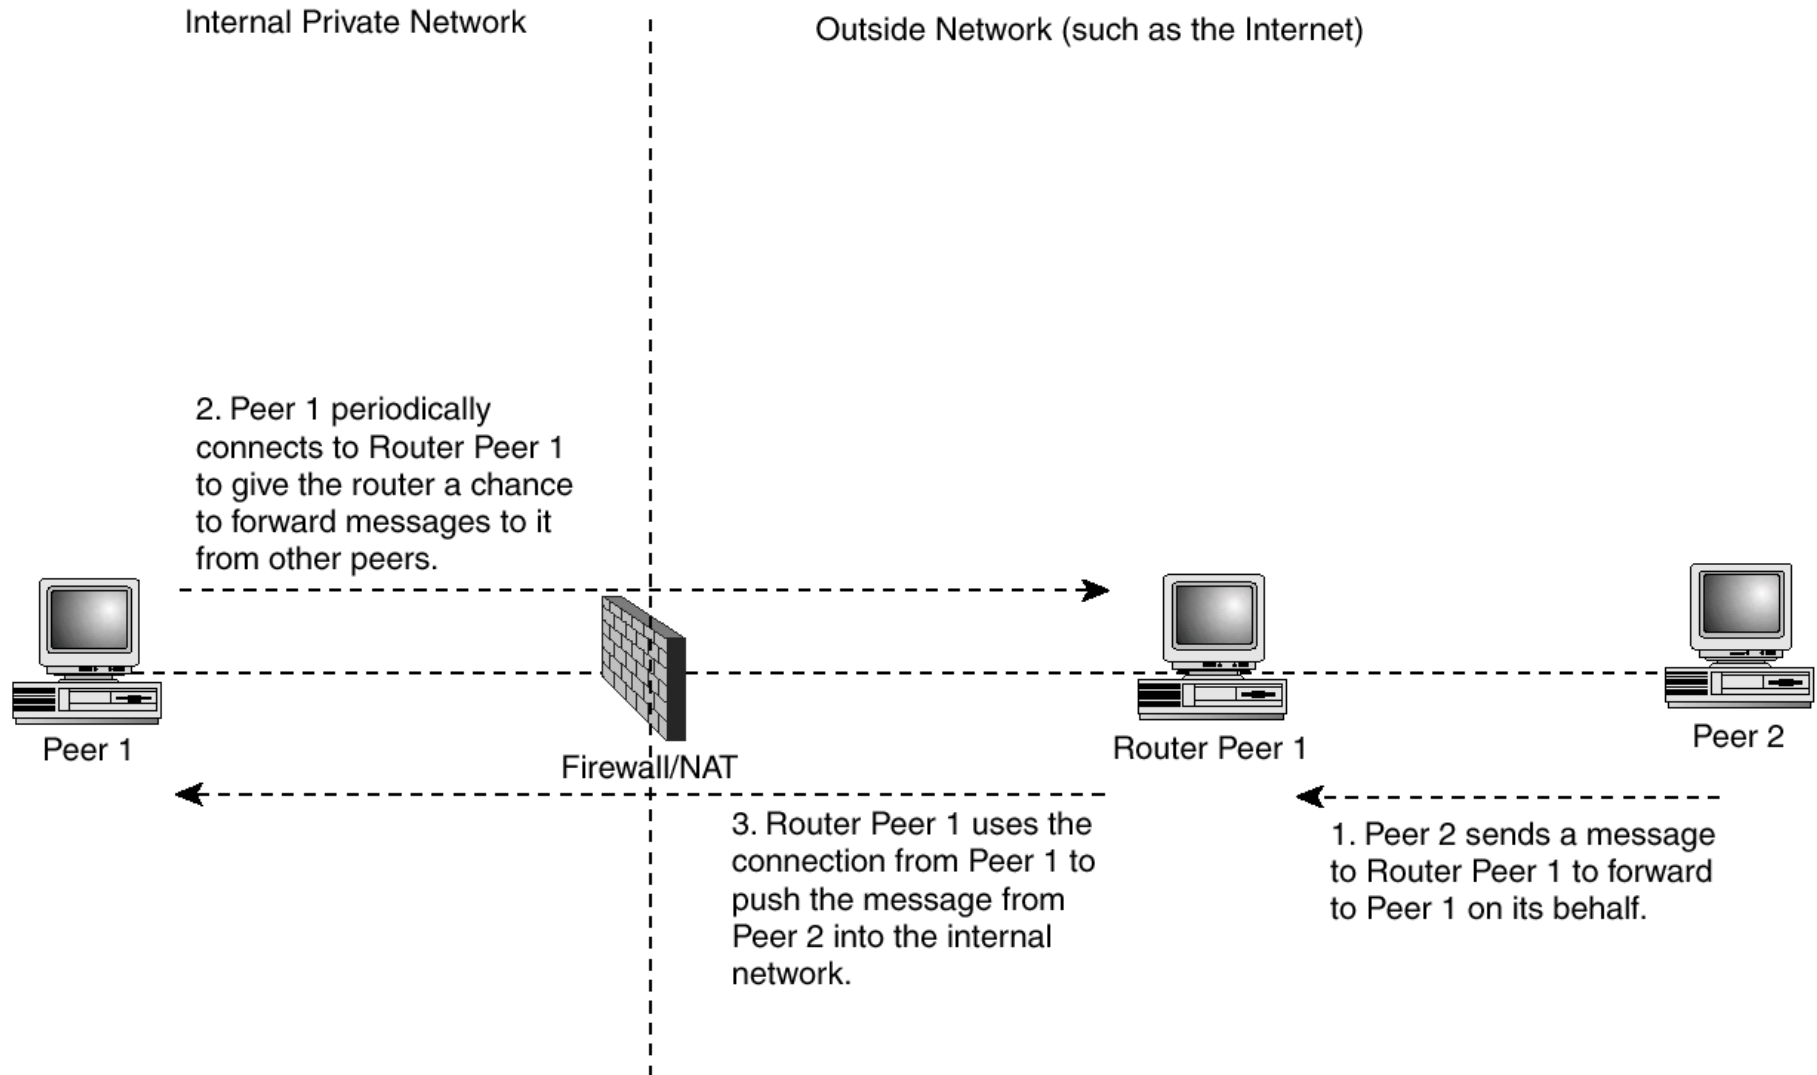 Internal Private Network
Outside Network (such as the Internet)
2. Peer 1 periodically
connects to Router Peer 1
to give the router a chance
to forward messages to it
from other peers.
Peer 1
Firewall/NAT
Router Peer 1
Peer 2
3. Router Peer 1 uses the
connection from Peer 1 to
push the message from
Peer 2 into the internal
network.
1. Peer 2 sends a message
to Router Peer 1 to forward
to Peer 1 on its behalf.